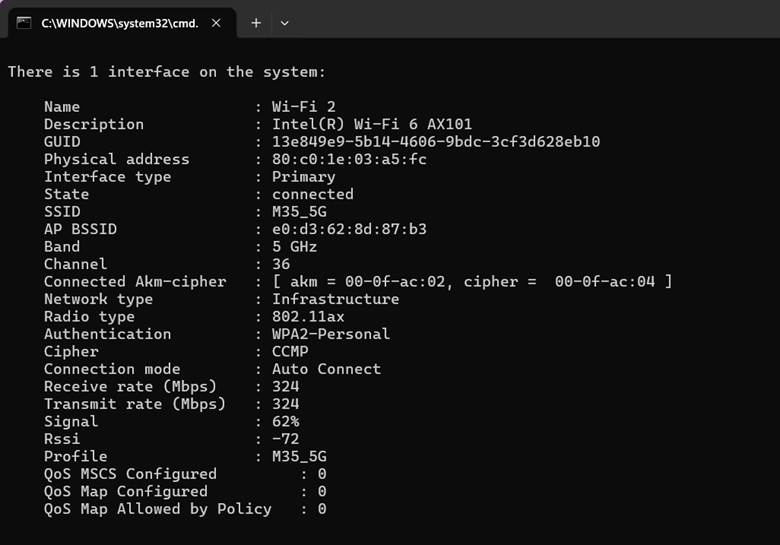 C:\WINDOWS\system32\cmd.
There is 1 interface on the system:
Name : Wi-Fi 2
Description : Intel(R) Wi-Fi 6 AX101
GUID : 13e849e9-5b14-4606-9bdc-3cf3d628eb10
Physical address : 80:c0:1e:03:a5:fc
Interface type : Primary
State : connected
SSID : M35_5G
AP BSSID : e0:d3:62:8d:87:b3
Band : 5 GHz
Channel : 36
Connected Akm-cipher : [ akm = 00-0f-ac:02, cipher =  00-0f-ac:04 ]
Network type : Infrastructure
Radio type : 802.11ax
Authentication : WPA2-Personal
Cipher : CCMP
Connection mode : Auto Connect
Receive rate (Mbps) : 324
Transmit rate (Mbps) : 324
Signal : 62%
Rssi : -72
Profile : M35_5G
QoS MSCS Configured : 0
QoS Map Configured : 0
QoS Map Allowed by Policy : 0